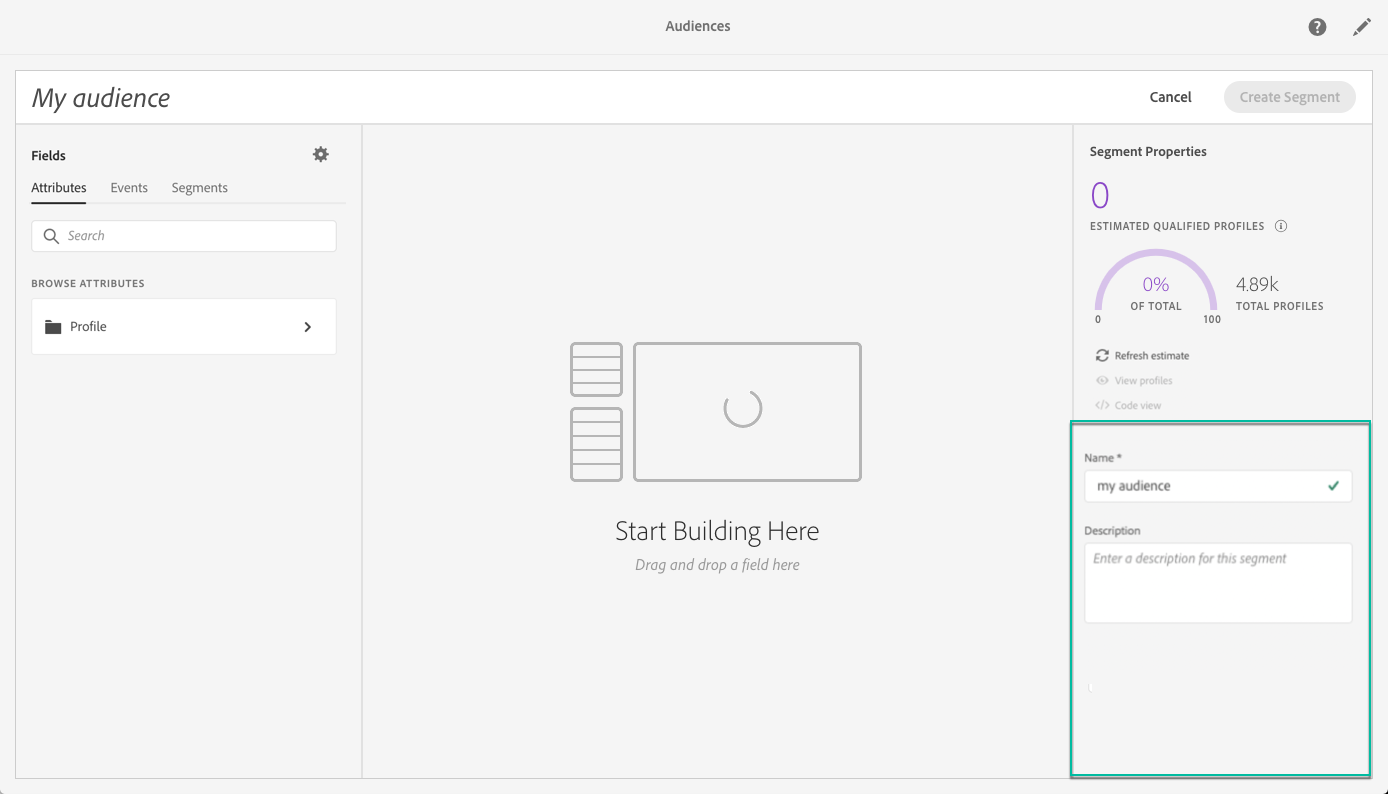 Audiences
My audience
Cancel
Create Segment
Fields
Attributes Events Segments
Search
BROWSE ATTRIBUTES
Profile
Start Building Here
Drag and drop a field here
Segment Properties
0
ESTIMATED QUALIFIED PROFILES
0%
OF TOTAL
0 100
4.89k
TOTAL PROFILES
Refresh estimate
View profiles
Code view
Name *
my audience
Description
Enter a description for this segment